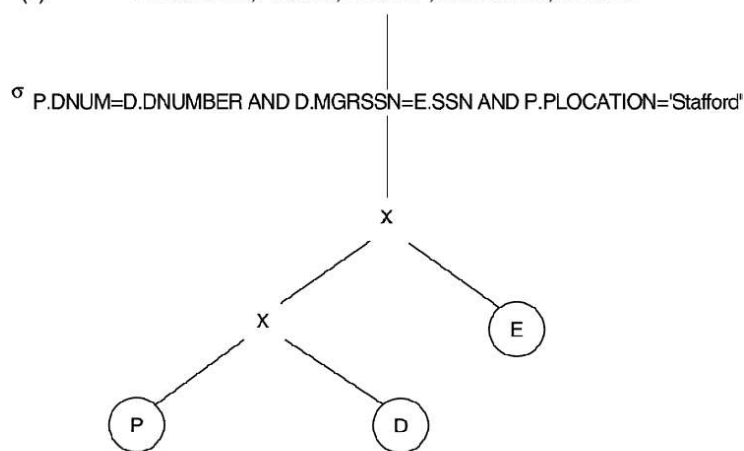 σ P.DNUM=D.DNUMBER AND D.MGRSSN=E.SSN AND P.PLOCATION='Stafford'
X
X
E
P
D